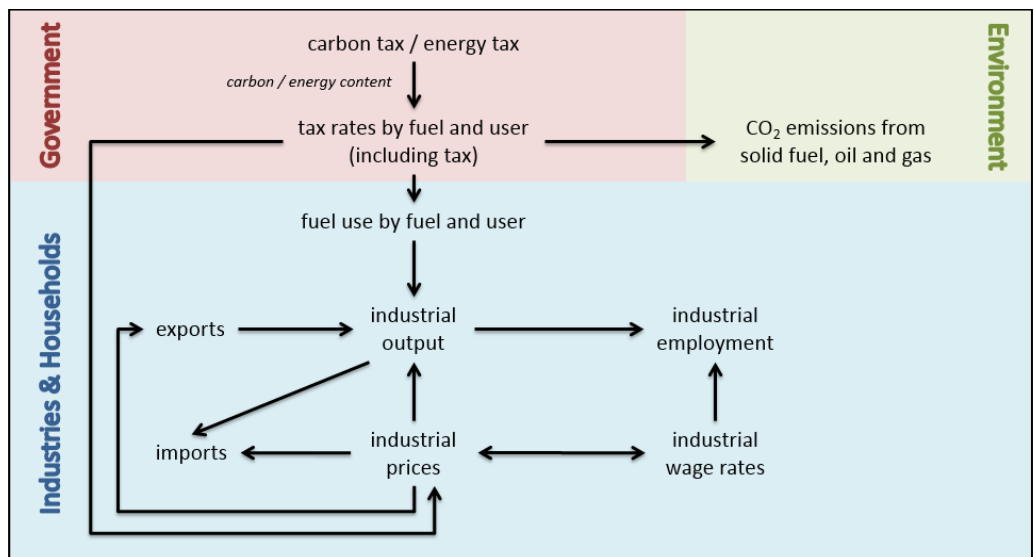 Government
carbon tax / energy tax
Environment
carbon / energy content
tax rates by fuel and user
(including tax)
CO₂ emissions from
solid fuel, oil and gas
Industries & Households
fuel use by fuel and user
exports
industrial
output
industrial
employment
imports
industrial
prices
industrial
wage rates